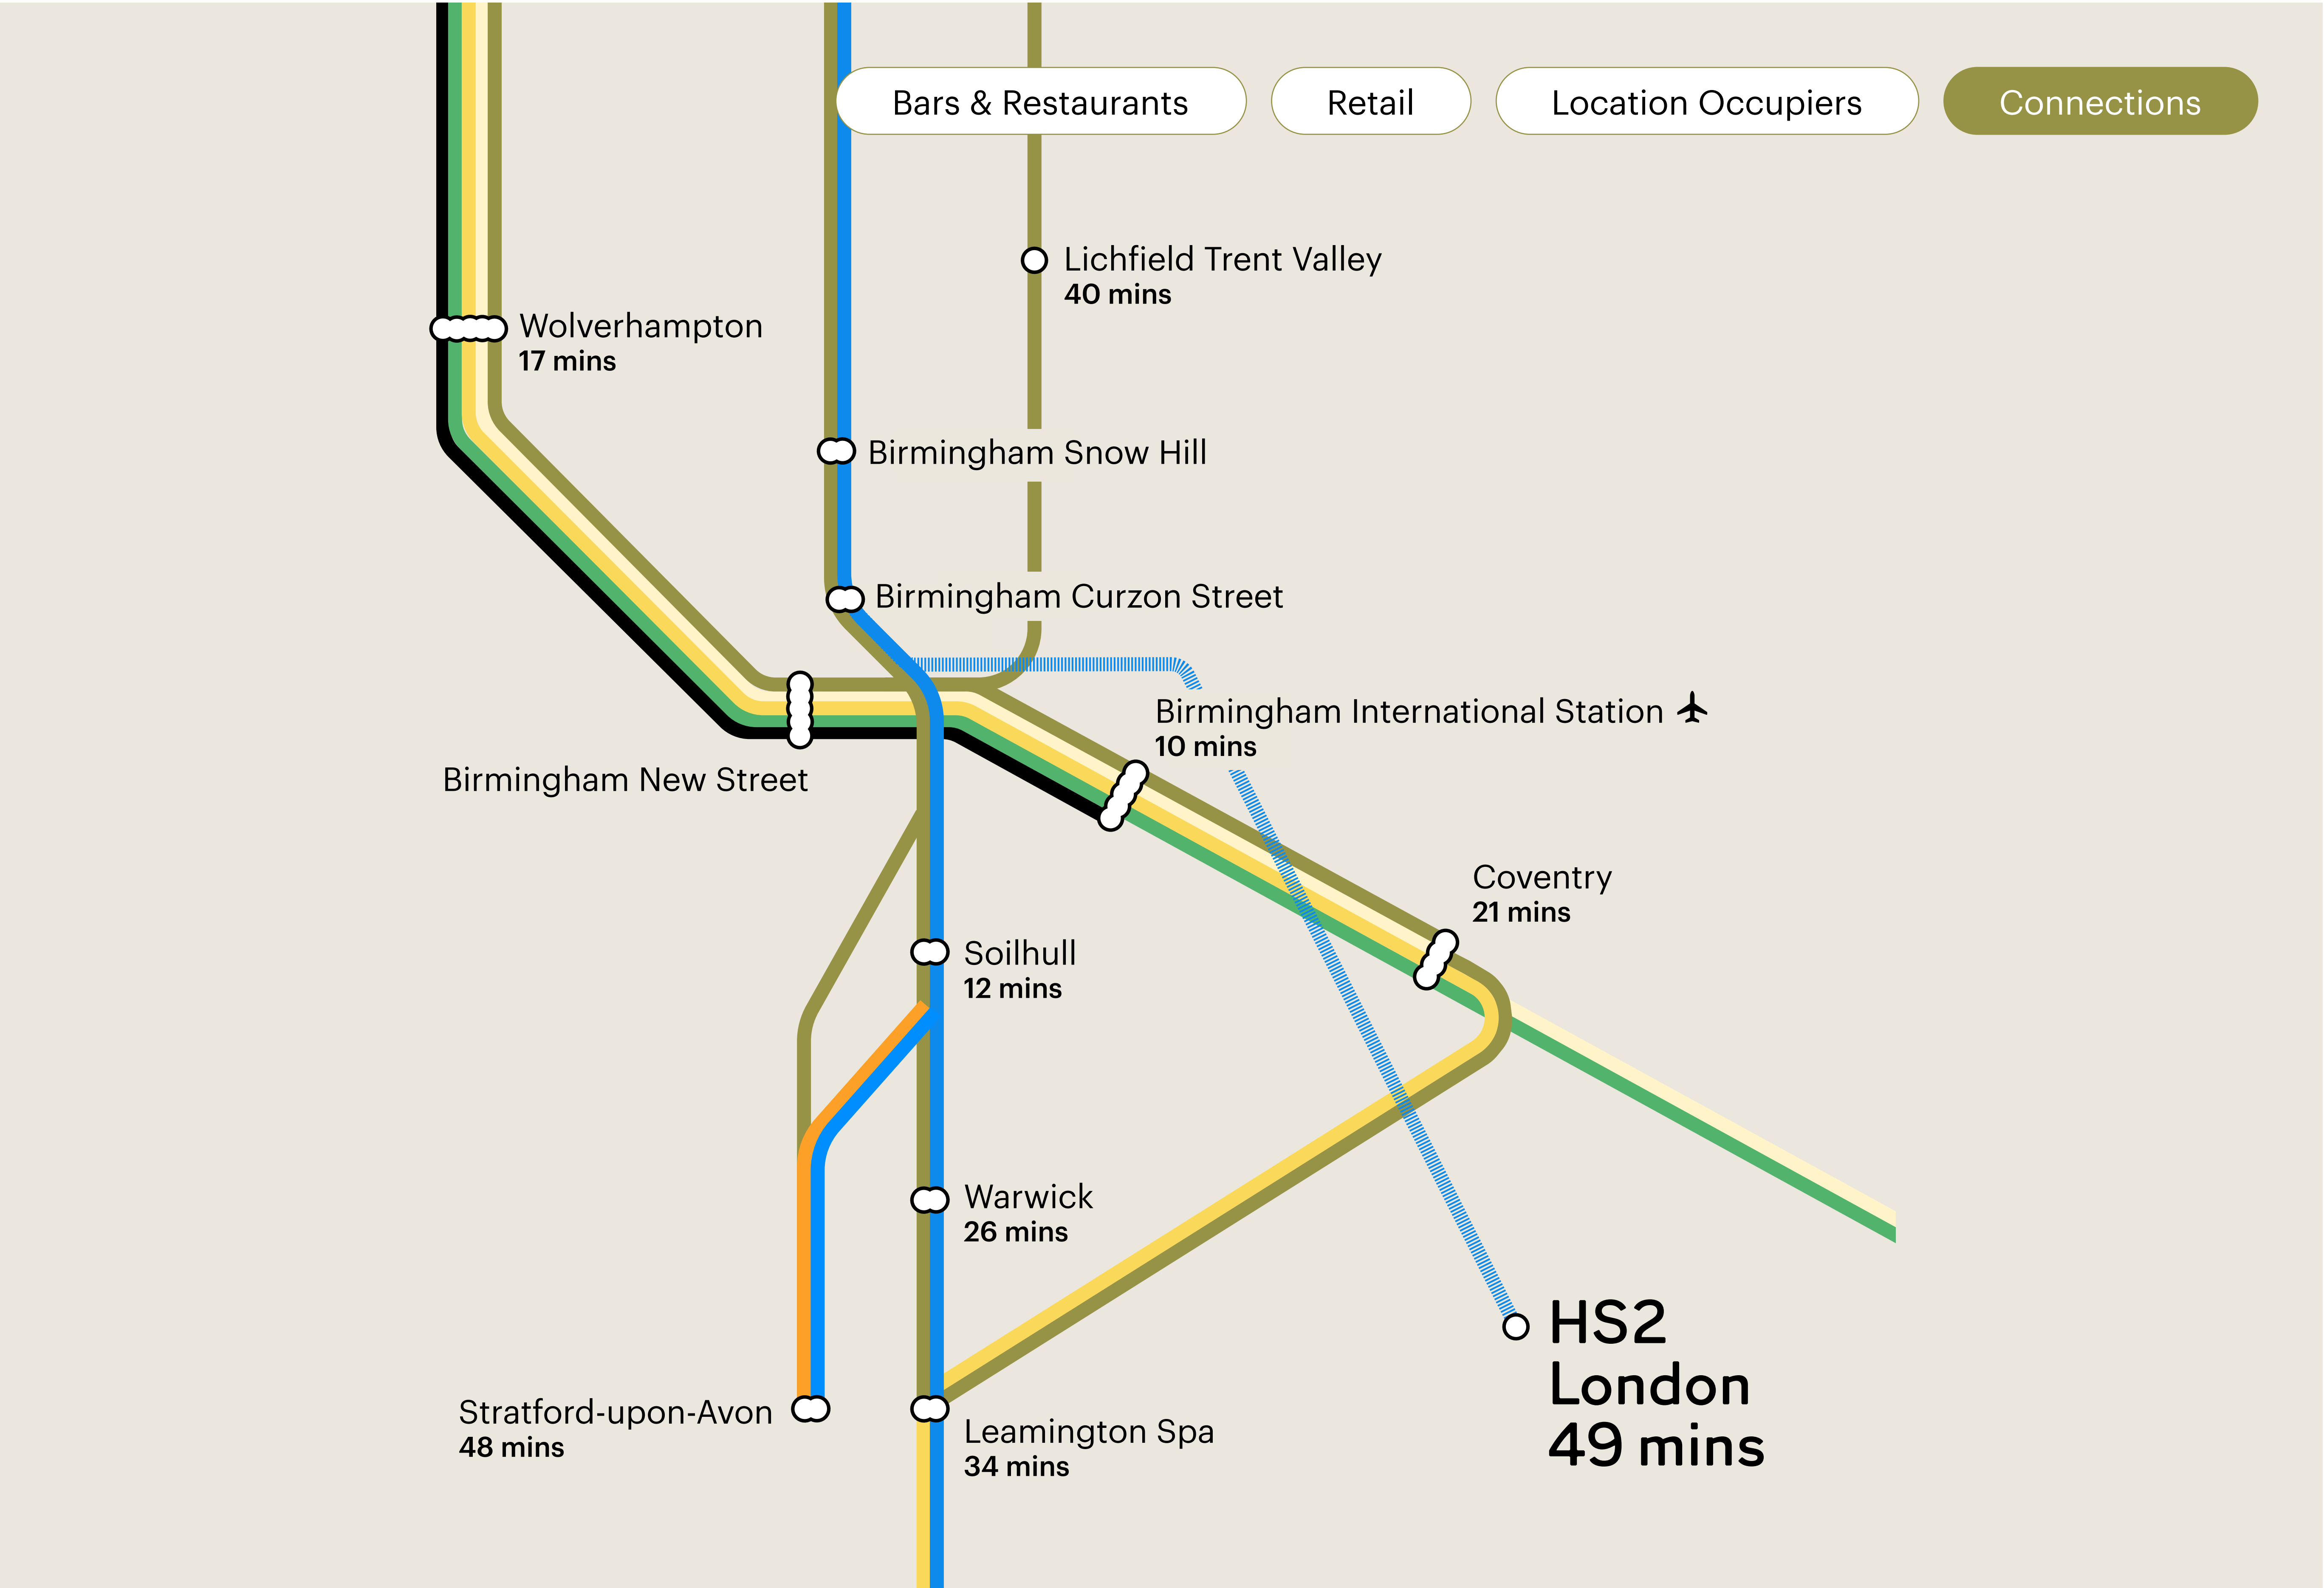 Bars & Restaurants
Retail
Location Occupiers
Connections
Lichfield Trent Valley
40 mins
Wolverhampton
17 mins
Birmingham Snow Hill
Birmingham Curzon Street
Birmingham International Station
10 mins
Birmingham New Street
Coventry
21 mins
Soilhull
12 mins
Warwick
26 mins
HS2
London
49 mins
Stratford-upon-Avon
48 mins
Leamington Spa
34 mins